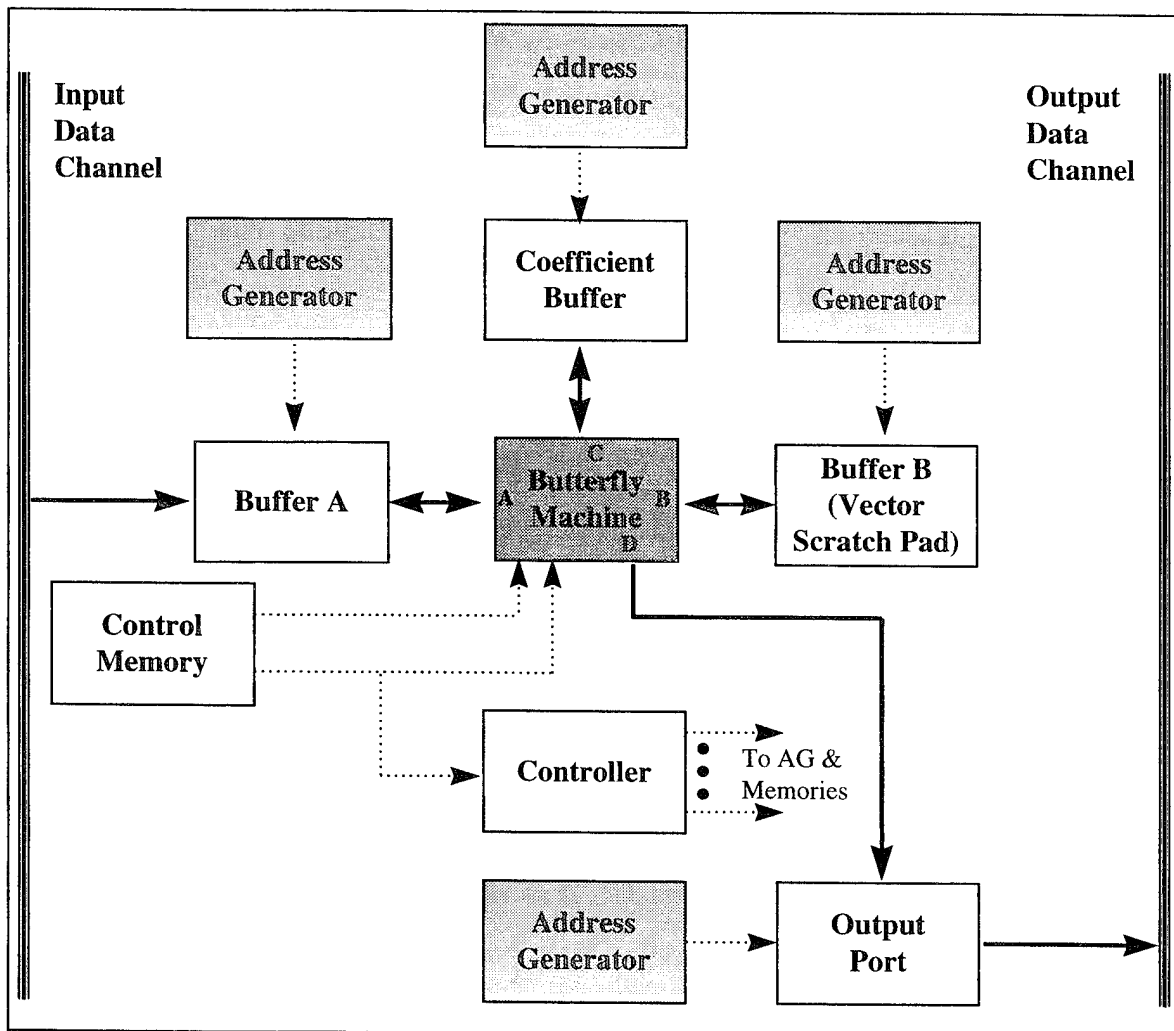 Address
Generator
Input
Data
Channel
Output
Data
Channel
Address
Generator
Coefficient
Buffer
Address
Generator
Buffer A
C
A
Butterfly
Machine
B
D
Buffer B
(Vector
Scratch Pad)
Control
Memory
Controller
To AG &
Memories
Address
Generator
Output
Port